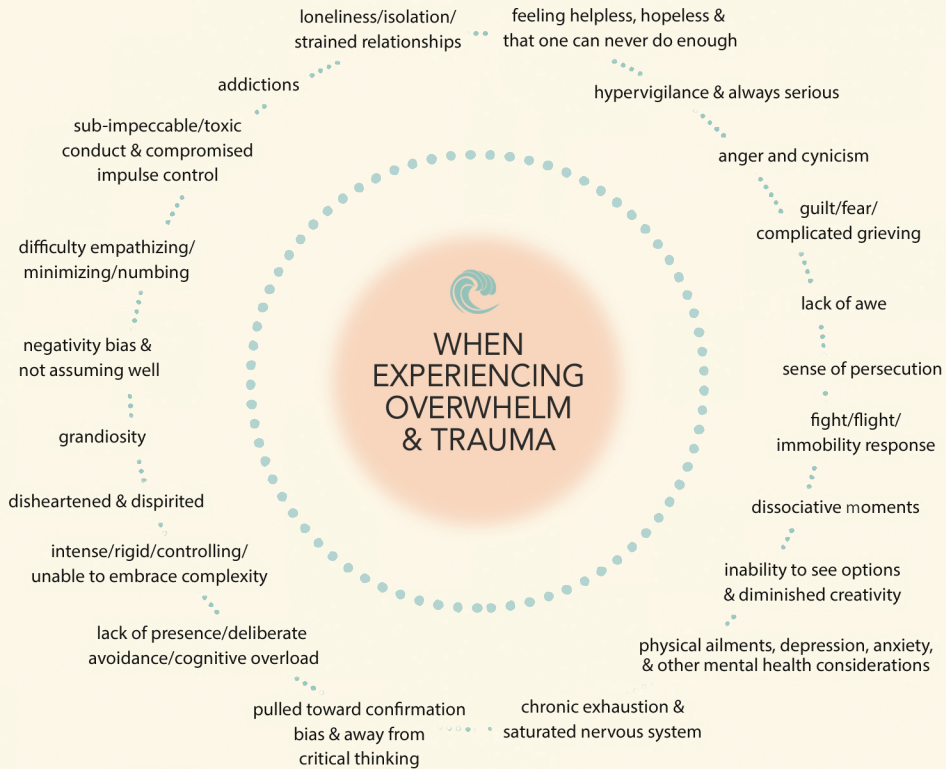 loneliness/isolation/
strained relationships
feeling helpless, hopeless &
that one can never do enough
hypervigilance & always serious
anger and cynicism
guilt/fear/
complicated grieving
lack of awe
sense of persecution
fight/flight/
immobility response
dissociative moments
inability to see options
& diminished creativity
physical ailments, depression, anxiety,
& other mental health considerations
chronic exhaustion &
saturated nervous system
pulled toward confirmation
bias & away from
critical thinking
lack of presence/deliberate
avoidance/cognitive overload
intense/rigid/controlling/
unable to embrace complexity
disheartened & dispirited
grandiosity
negativity bias &
not assuming well
difficulty empathizing/
minimizing/numbing
sub-impeccable/toxic
conduct & compromised
impulse control
addictions
WHEN
EXPERIENCING
OVERWHELM
& TRAUMA